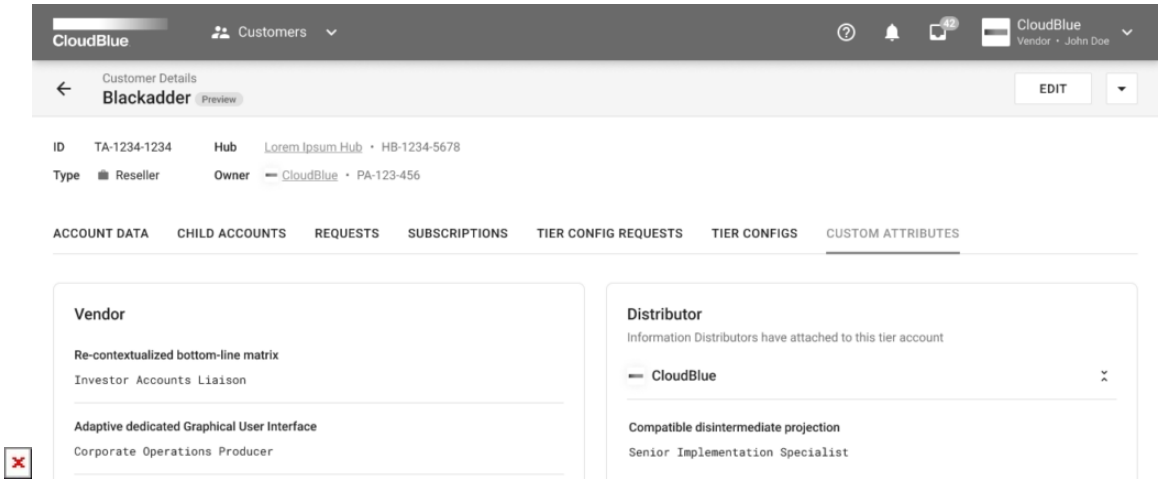 CloudBlue
Customers
42
CloudBlue
Vendor • John Doe
Customer Details
Blackadder Preview
EDIT
ID TA-1234-1234 Hub Lorem Ipsum Hub • HB-1234-5678
Type Reseller Owner CloudBlue • PA-123-456
ACCOUNT DATA CHILD ACCOUNTS REQUESTS SUBSCRIPTIONS TIER CONFIG REQUESTS TIER CONFIGS CUSTOM ATTRIBUTES
Vendor
Re-contextualized bottom-line matrix
Investor Accounts Liaison
Adaptive dedicated Graphical User Interface
Corporate Operations Producer
Distributor
Information Distributors have attached to this tier account
CloudBlue
Compatible disintermediate projection
Senior Implementation Specialist